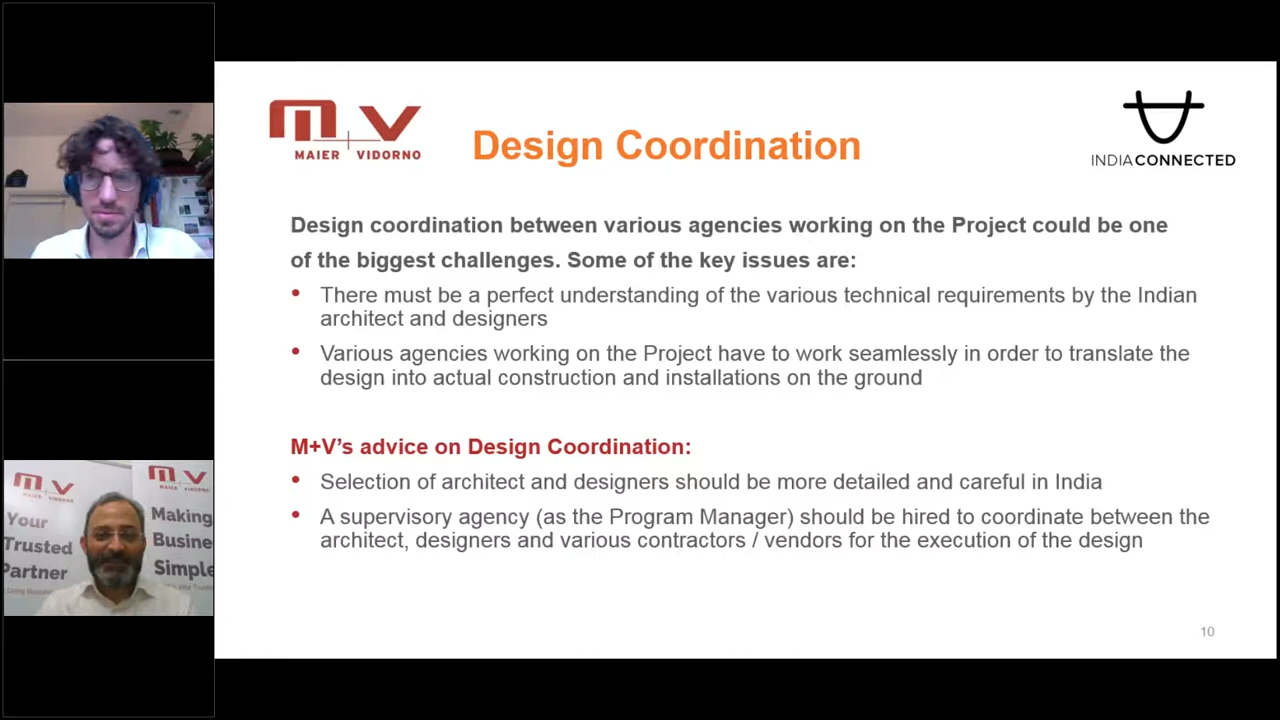 M+V
MAIER VIDORNO
Design Coordination
INDIACONNECTED
Design coordination between various agencies working on the Project could be one
of the biggest challenges. Some of the key issues are:
• There must be a perfect understanding of the various technical requirements by the Indian
architect and designers
• Various agencies working on the Project have to work seamlessly in order to translate the
design into actual construction and installations on the ground
M+V’s advice on Design Coordination:
• Selection of architect and designers should be more detailed and careful in India
• A supervisory agency (as the Program Manager) should be hired to coordinate between the
architect, designers and various contractors / vendors for the execution of the design
10
M+V
MAIER VIDORNO
Your
Trusted
Partner
M+V
MAIER VIDORNO
Making
Busine
Simple